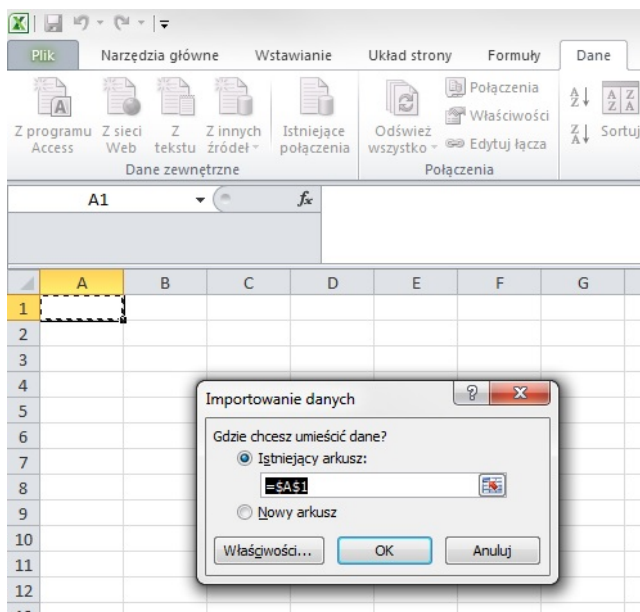 Plik Narzędzia główne Wstawianie Układ strony Formuły Dane
Z programu Access
Z sieci Web
Z tekstu
Z innych źródeł
Istniejące połączenia
Odśwież wszystko
Połączenia
Właściwości
Edytuj łącza
Sortuj
Dane zewnętrzne
Połączenia
A1
fx
A B C D E F G
1
2
3
4
5
6
7
8
9
10
11
12
Importowanie danych
Gdzie chcesz umieścić dane?
Istniejący arkusz:
=$A$1
Nowy arkusz
Właściwości... OK Anuluj